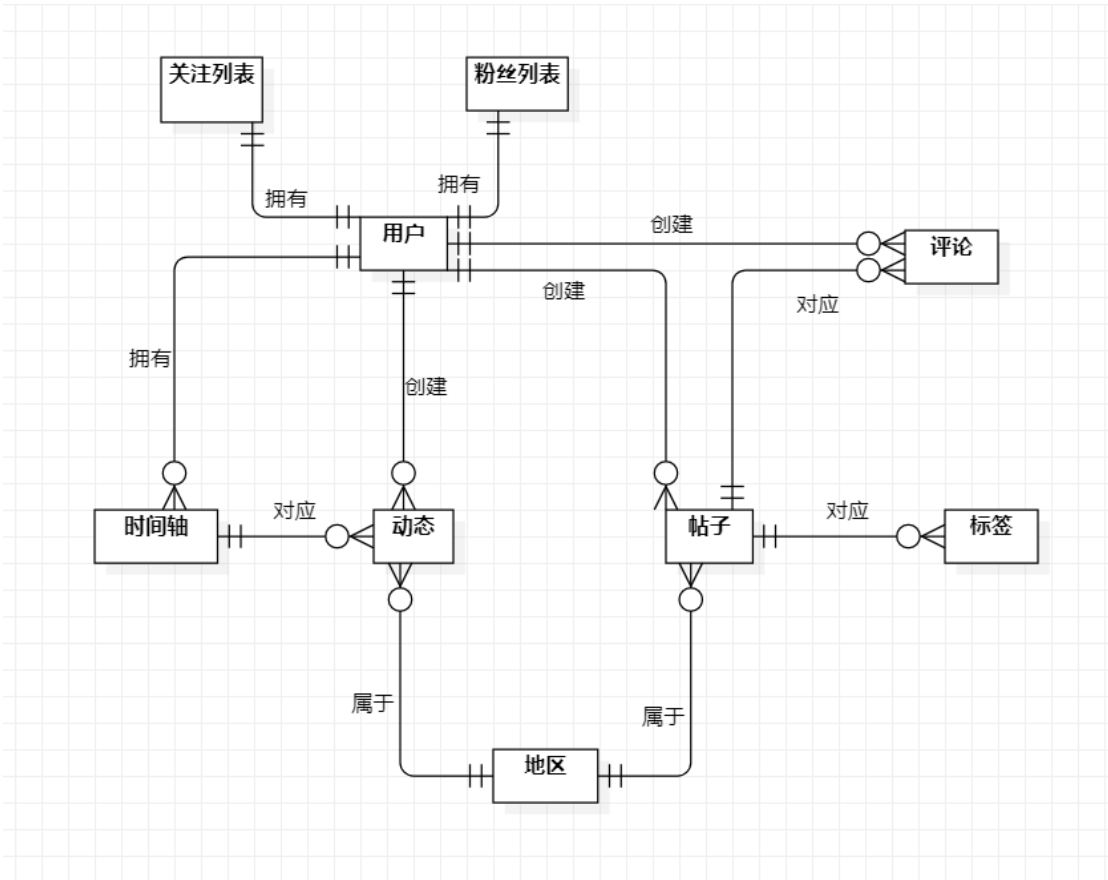 关注列表
粉丝列表
拥有
拥有
用户
创建
评论
创建
对应
拥有
创建
时间轴
对应
动态
帖子
对应
标签
属于
属于
地区